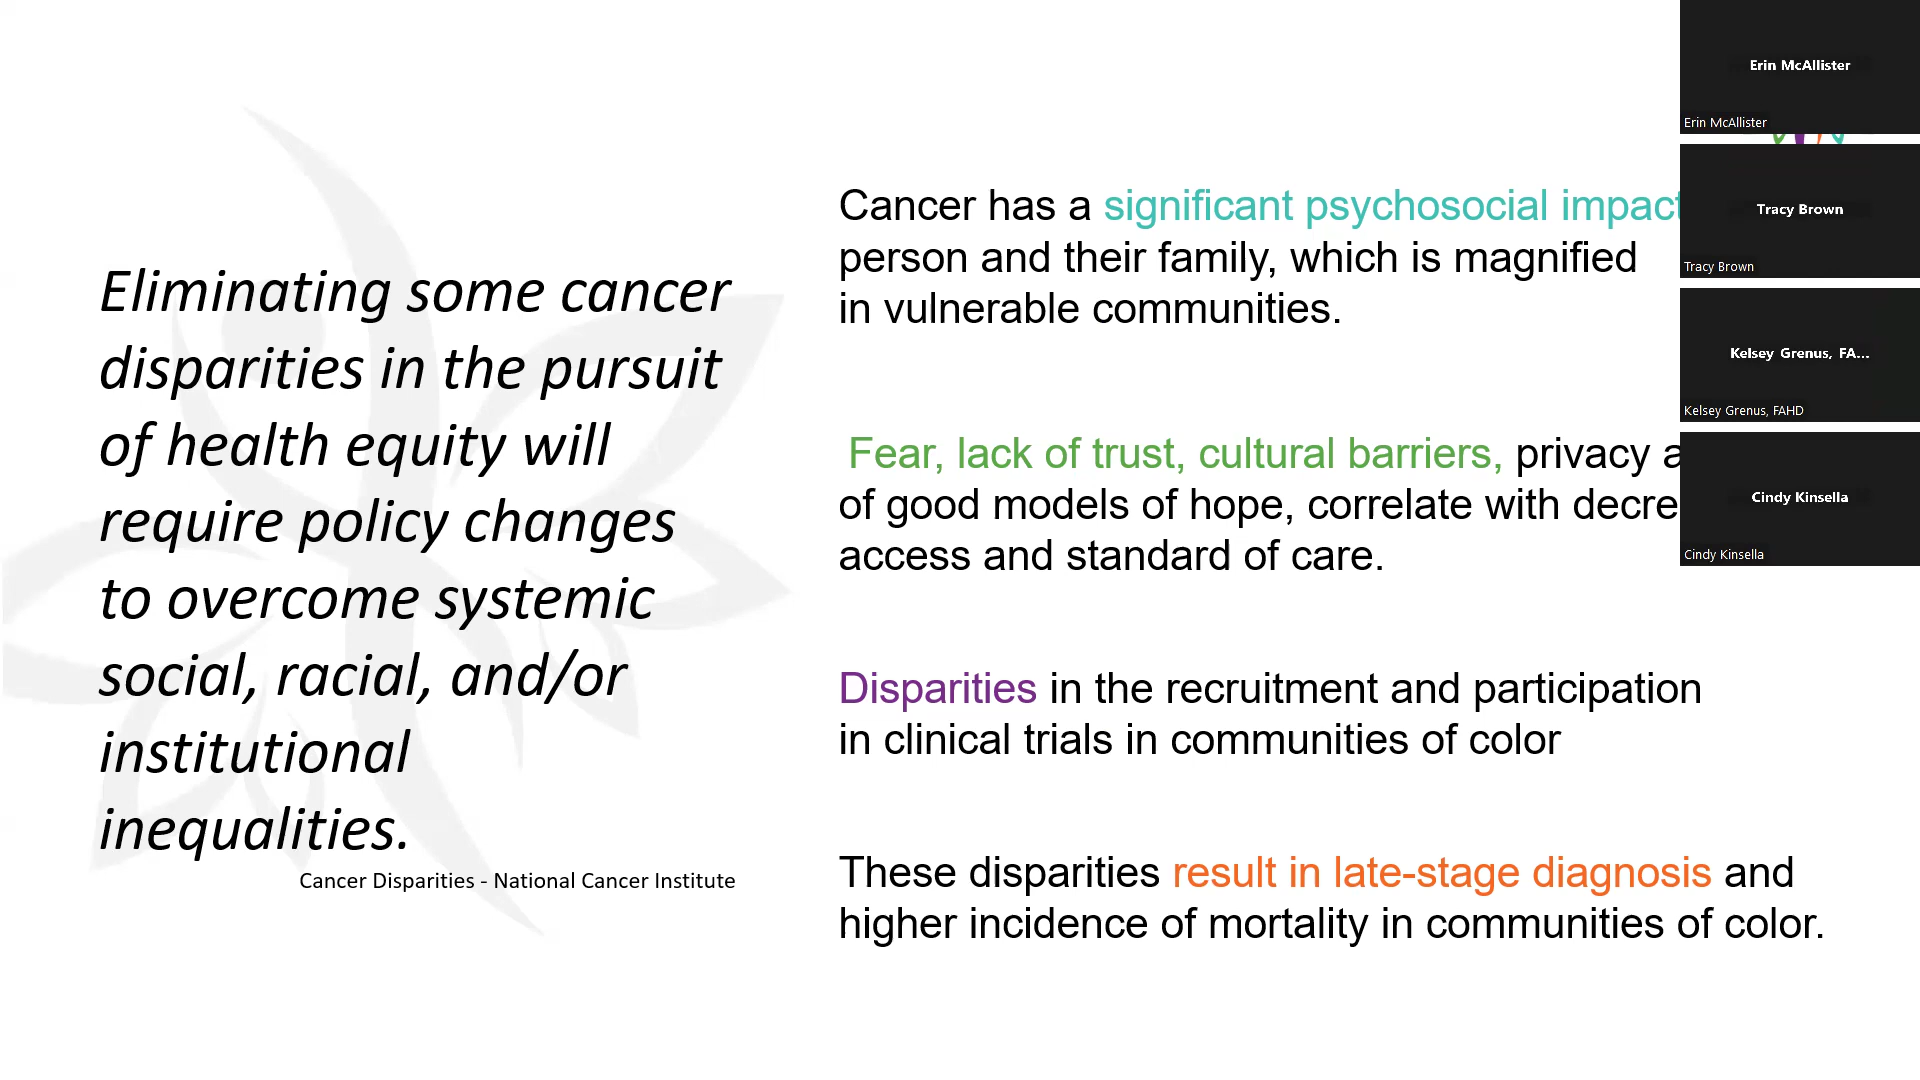 Eliminating some cancer
disparities in the pursuit
of health equity will
require policy changes
to overcome systemic
social, racial, and/or
institutional
inequalities.
Cancer Disparities - National Cancer Institute
Cancer has a significant psychosocial impact
person and their family, which is magnified
in vulnerable communities.
Fear, lack of trust, cultural barriers, privacy
of good models of hope, correlate with
access and standard of care.
Disparities in the recruitment and participation
in clinical trials in communities of color
These disparities result in late-stage diagnosis and
higher incidence of mortality in communities of color.
Erin McAllister
Erin McAllister
Tracy Brown
Tracy Brown
Kelsey Grenus, FA...
Kelsey Grenus, FAHD
Cindy Kinsella
Cindy Kinsella